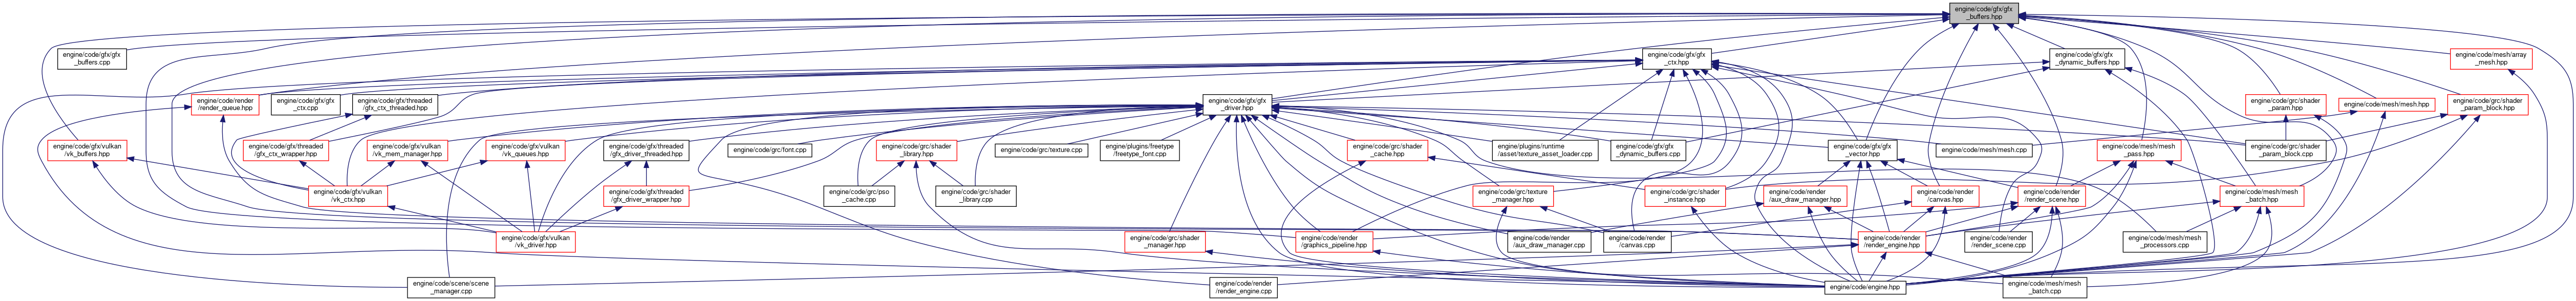 engine/code/gfx/gfx
_buffers.hpp
engine/code/gfx/gfx
_buffers.cpp
engine/code/gfx/gfx
_ctx.hpp
engine/code/gfx/gfx
_dynamic_buffers.hpp
engine/code/mesh/array
_mesh.hpp
engine/code/render
/render_queue.hpp
engine/code/gfx/gfx
_ctx.cpp
engine/code/gfx/threaded
/gfx_ctx_threaded.hpp
engine/code/gfx/gfx
_driver.hpp
engine/code/grc/shader
_param.hpp
engine/code/mesh/mesh.hpp
engine/code/grc/shader
_param_block.hpp
engine/code/gfx/vulkan
/vk_buffers.hpp
engine/code/gfx/threaded
/gfx_ctx_wrapper.hpp
engine/code/gfx/vulkan
/vk_mem_manager.hpp
engine/code/gfx/vulkan
/vk_queues.hpp
engine/code/gfx/threaded
/gfx_driver_threaded.hpp
engine/code/grc/font.cpp
engine/code/grc/shader
_library.hpp
engine/code/grc/texture.cpp
engine/plugins/freetype
/freetype_font.cpp
engine/code/grc/shader
_cache.hpp
engine/plugins/runtime
/asset/texture_asset_loader.cpp
engine/code/gfx/gfx
_dynamic_buffers.cpp
engine/code/gfx/gfx
_vector.hpp
engine/code/mesh/mesh.cpp
engine/code/mesh/mesh
_pass.hpp
engine/code/grc/shader
_param_block.cpp
engine/code/gfx/vulkan
/vk_ctx.hpp
engine/code/gfx/threaded
/gfx_driver_wrapper.hpp
engine/code/grc/pso
_cache.cpp
engine/code/grc/shader
_library.cpp
engine/code/grc/texture
_manager.hpp
engine/code/grc/shader
_instance.hpp
engine/code/render
/aux_draw_manager.hpp
engine/code/render
/canvas.hpp
engine/code/render
/render_scene.hpp
engine/code/mesh/mesh
_batch.hpp
engine/code/gfx/vulkan
/vk_driver.hpp
engine/code/grc/shader
_manager.hpp
engine/code/render
/graphics_pipeline.hpp
engine/code/render
/aux_draw_manager.cpp
engine/code/render
/canvas.cpp
engine/code/render
/render_engine.hpp
engine/code/render
/render_scene.cpp
engine/code/mesh/mesh
_processors.cpp
engine/code/scene/scene
_manager.cpp
engine/code/render
/render_engine.cpp
engine/code/engine.hpp
engine/code/mesh/mesh
_batch.cpp